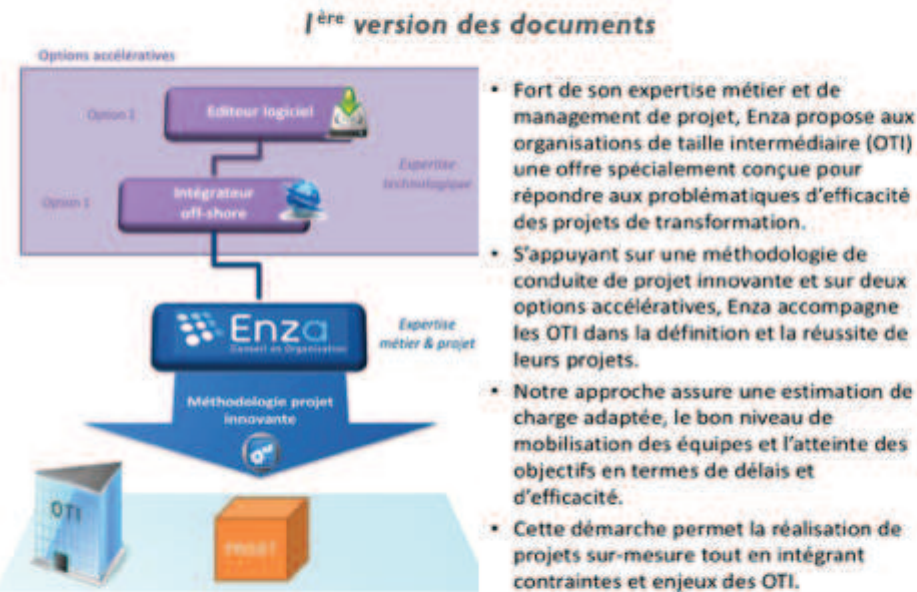 1ère version des documents
Options accélératives
Option 2
Editeur logiciel
Expertise
technologique
Option 1
Intégrateur
off-shore
Enza
Conseil en Organisation
Expertise
métier & projet
Méthodologie projet
innovante
OTI
• Fort de son expertise métier et de
management de projet, Enza propose aux
organisations de taille intermédiaire (OTI)
une offre spécialement conçue pour
répondre aux problématiques d'efficacité
des projets de transformation.
• S'appuyant sur une méthodologie de
conduite de projet innovante et sur deux
options accélératives, Enza accompagne
les OTI dans la définition et la réussite de
leurs projets.
• Notre approche assure une estimation de
charge adaptée, le bon niveau de
mobilisation des équipes et l'atteinte des
objectifs en termes de délais et
d'efficacité.
• Cette démarche permet la réalisation de
projets sur-mesure tout en intégrant
contraintes et enjeux des OTI.